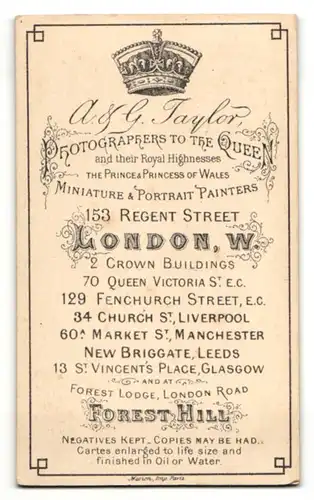 A. & G. Taylor,
PHOTOGRAPHERS TO THE QUEEN
and their Royal Highnesses
THE PRINCE & PRINCESS OF WALES
MINIATURE & PORTRAIT PAINTERS
153 REGENT STREET
LONDON, W.
2 CROWN BUILDINGS
70 QUEEN VICTORIA ST. E.C.
129 FENCHURCH STREET, E.C.
34 CHURCH ST, LIVERPOOL
60A MARKET ST, MANCHESTER
NEW BRIGGATE, LEEDS
13 ST. VINCENT'S PLACE, GLASGOW
AND AT
FOREST LODGE, LONDON ROAD
FOREST HILL
NEGATIVES KEPT. COPIES MAY BE HAD.
Cartes enlarged to life size and
finished in Oil or Water.
Marion, Imp. Paris